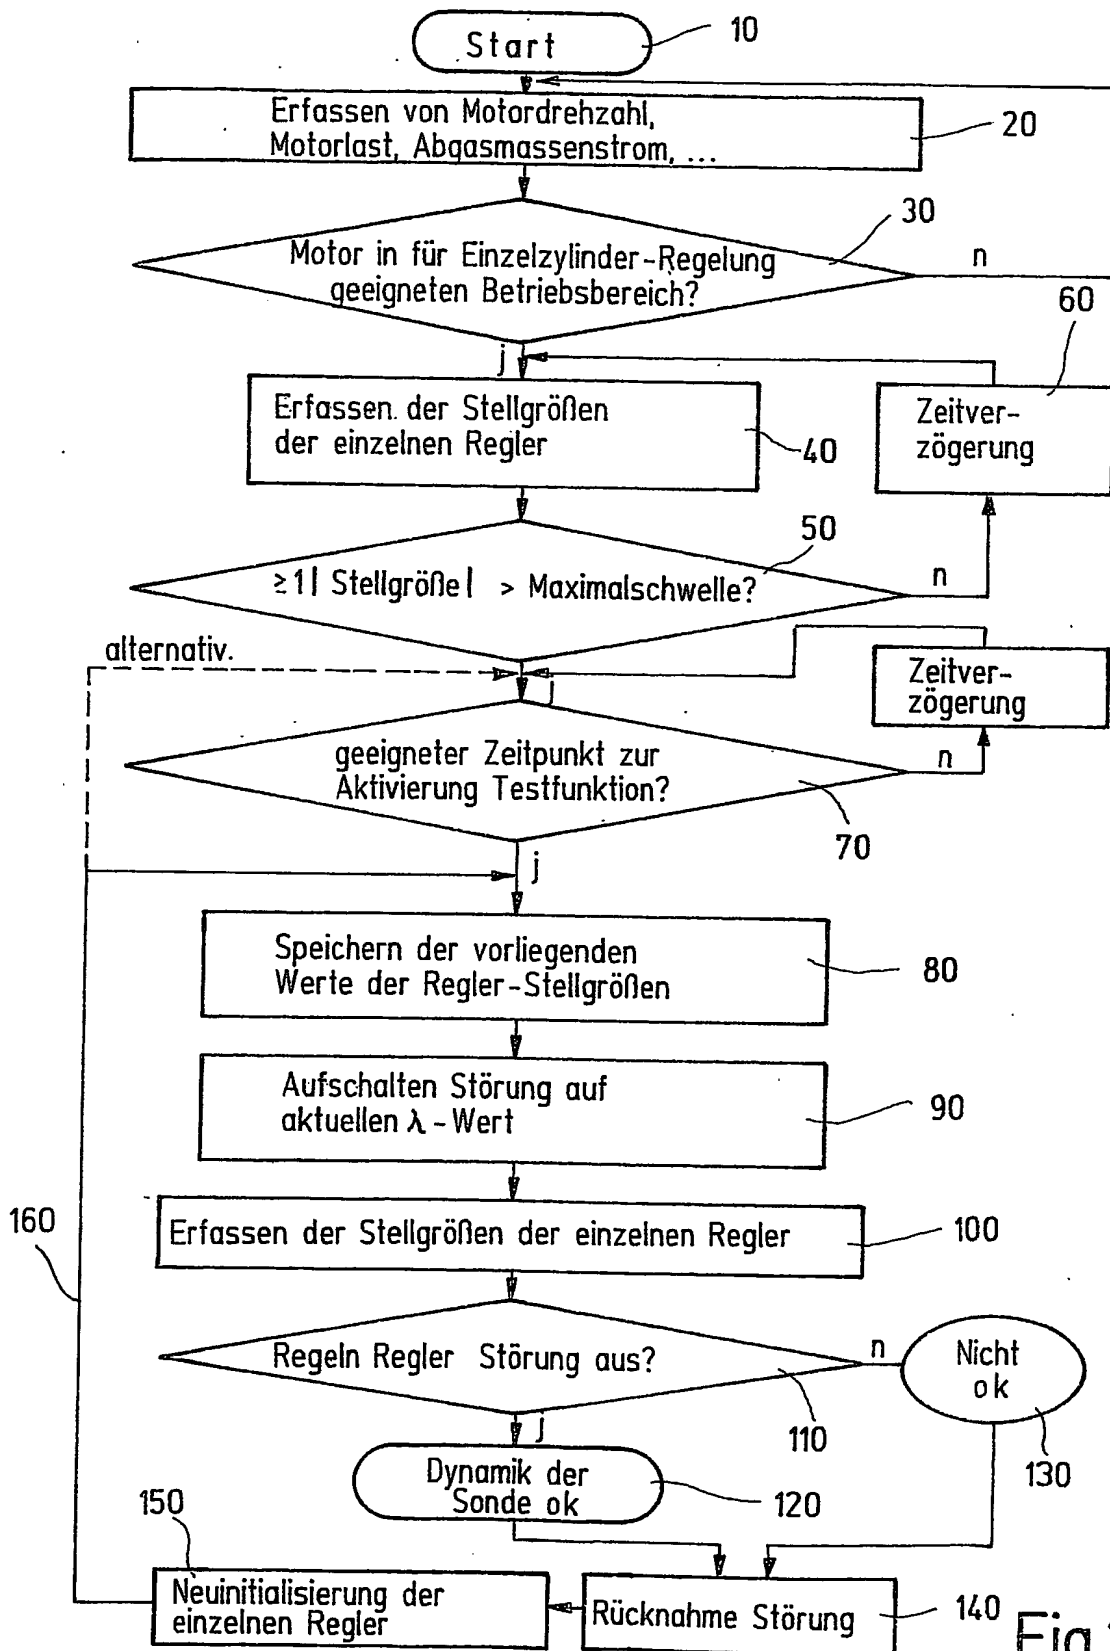 Start
10
Erfassen von Motordrehzahl,
Motorlast, Abgasmassenstrom, ...
20
30
Motor in für Einzelzylinder-Regelung
geeigneten Betriebsbereich?
n
60
j
Erfassen der Stellgrößen
der einzelnen Regler
40
Zeitver-
zögerung
50
≥1| Stellgröße| > Maximalschwelle?
n
alternativ.
j
Zeitver-
zögerung
geeigneter Zeitpunkt zur
Aktivierung Testfunktion?
n
70
j
Speichern der vorliegenden
Werte der Regler-Stellgrößen
80
Aufschalten Störung auf
aktuellen λ-Wert
90
160
Erfassen der Stellgrößen der einzelnen Regler
100
Regeln Regler Störung aus?
n
Nicht
ok
110
130
j
Dynamik der
Sonde ok
120
150
Neuinitialisierung der
einzelnen Regler
Rücknahme Störung
140
Fig